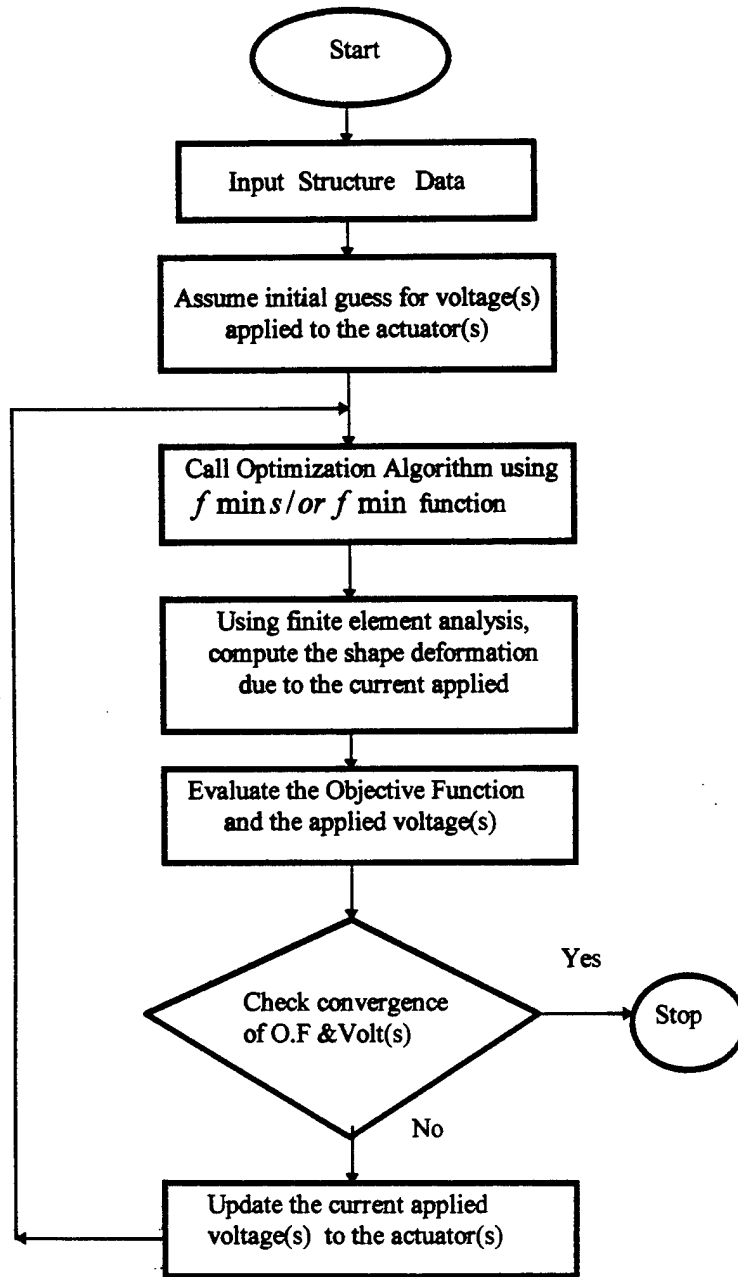 Start
Input Structure Data
Assume initial guess for voltage(s)
applied to the actuator(s)
Call Optimization Algorithm using
f min s/or f min function
Using finite element analysis,
compute the shape deformation
due to the current applied
Evaluate the Objective Function
and the applied voltage(s)
Yes
Check convergence
of O.F &Volt(s)
Stop
No
Update the current applied
voltage(s) to the actuator(s)